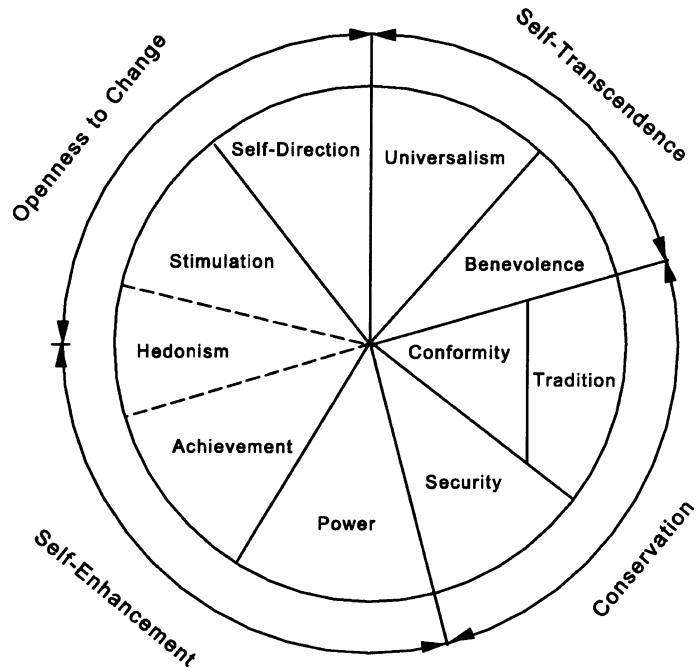 Openness to Change
Self-Transcendence
Self-Direction
Universalism
Stimulation
Benevolence
Hedonism
Conformity
Tradition
Achievement
Security
Power
Self-Enhancement
Conservation